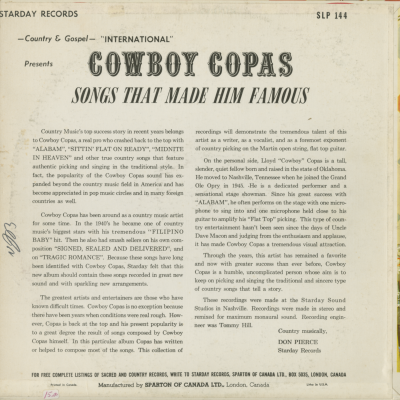 STARDAY RECORDS
SLP 144
—Country & Gospel— "INTERNATIONAL"
Presents
COWBOY COPAS
SONGS THAT MADE HIM FAMOUS
Country Music's top success story in recent years belongs
to Cowboy Copas, a real pro who crashed back to the top with
"ALABAM", "SITTIN' FLAT ON READY", "MIDNITE
IN HEAVEN" and other true country songs that feature
authentic picking and singing in the traditional style. In
fact, the popularity of the Cowboy Copas sound has ex-
panded beyond the country music field in America and has
become appreciated in pop music circles and in many foreign
countries as well.
Cowboy Copas has been around as a country music artist
for some time. In the 1940's he became one of country
music's biggest stars with his tremendous "FILIPINO
BABY" hit. Then he also had smash sellers on his own com-
position "SIGNED, SEALED AND DELIVERED", and
on "TRAGIC ROMANCE". Because these songs have long
been identified with Cowboy Copas, Starday felt that this
new album should contain these songs recorded in great new
sound and with sparkling new arrangements.
The greatest artists and entertainers are those who have
known difficult times. Cowboy Copas is no exception because
there have been years when conditions were real rough. How-
ever, Copas is back at the top and his present popularity is
to a great degree the result of songs composed by Cowboy
Copas himself. In this particular album Copas has written
or helped to compose most of the songs. This collection of
recordings will demonstrate the tremendous talent of this
artist as a writer, as a vocalist, and as a foremost exponent
of country picking on the Martin open string, flat top guitar.
On the personal side, Lloyd "Cowboy" Copas is a tall,
slender, quiet fellow born and raised in the state of Oklahoma.
He moved to Nashville, Tennessee when he joined the Grand
Ole Opry in 1945. He is a dedicated performer and a
sensational stage showman. Since his great success with
"ALABAM", he often performs on the stage with one micro-
phone to sing into and one microphone held close to his
guitar to amplify his "Flat Top" picking. This type of coun-
try entertainment hasn't been seen since the days of Uncle
Dave Macon and judging from the enthusiasm and applause,
it has made Cowboy Copas a tremendous visual attraction.
Through the years, this artist has remained a favorite
and now with greater success than ever before, Cowboy
Copas is a humble, uncomplicated person whose aim is to
keep on picking and singing the traditional and sincere type
of country songs that tell a story.
These recordings were made at the Starday Sound
Studios in Nashville. Recordings were made in stereo and
remixed for maximum monaural sound. Recording engin-
eer was Tommy Hill.
Country musically,
DON PIERCE
Starday Records
FOR FREE COMPLETE LISTINGS OF SACRED AND COUNTRY RECORDS, WRITE TO STARDAY RECORDS, SPARTON OF CANADA LTD., BOX 5035, LONDON, CANADA
Printed in Canada
Manufactured by SPARTON OF CANADA LTD., London, Canada
Litho in U.S.A.